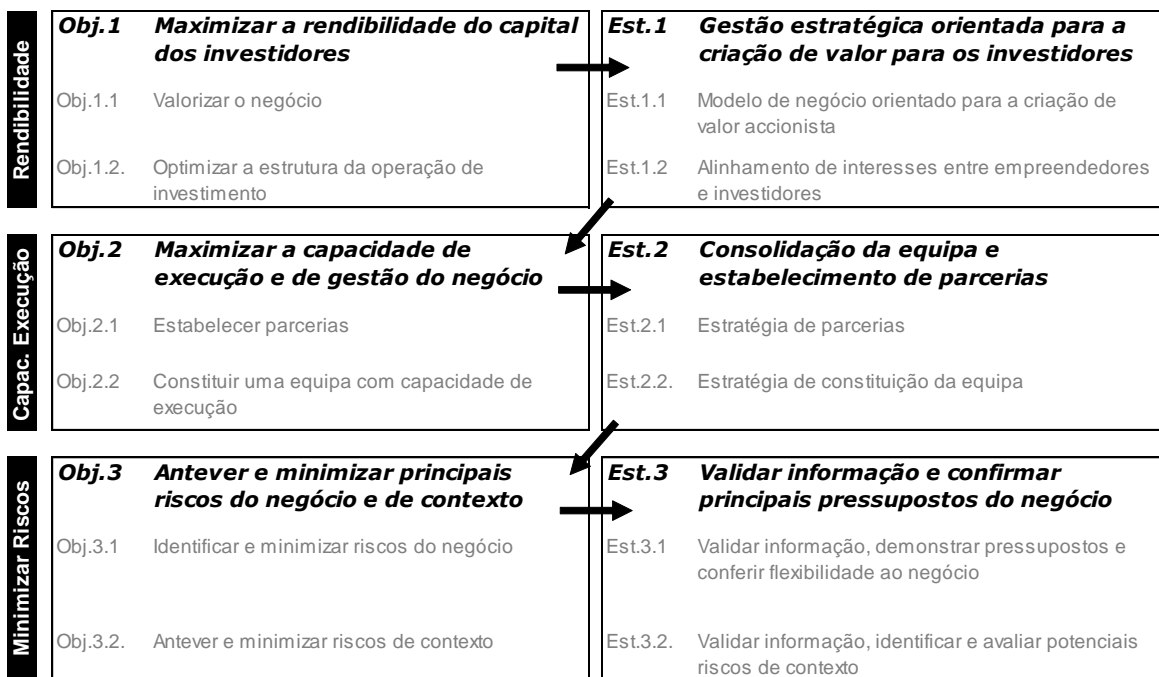 Rendibilidade
Obj.1 Maximizar a rendibilidade do capital
dos investidores
Obj.1.1 Valorizar o negócio
Obj.1.2. Optimizar a estrutura da operação de
investimento
Est.1 Gestão estratégica orientada para a
criação de valor para os investidores
Est.1.1 Modelo de negócio orientado para a criação de
valor accionista
Est.1.2 Alinhamento de interesses entre empreendedores
e investidores
Capac. Execução
Obj.2 Maximizar a capacidade de
execução e de gestão do negócio
Obj.2.1 Estabelecer parcerias
Obj.2.2 Constituir uma equipa com capacidade de
execução
Est.2 Consolidação da equipa e
estabelecimento de parcerias
Est.2.1 Estratégia de parcerias
Est.2.2. Estratégia de constituição da equipa
Minimizar Riscos
Obj.3 Antever e minimizar principais
riscos do negócio e de contexto
Obj.3.1 Identificar e minimizar riscos do negócio
Obj.3.2. Antever e minimizar riscos de contexto
Est.3 Validar informação e confirmar
principais pressupostos do negócio
Est.3.1 Validar informação, demonstrar pressupostos e
conferir flexibilidade ao negócio
Est.3.2. Validar informação, identificar e avaliar potenciais
riscos de contexto